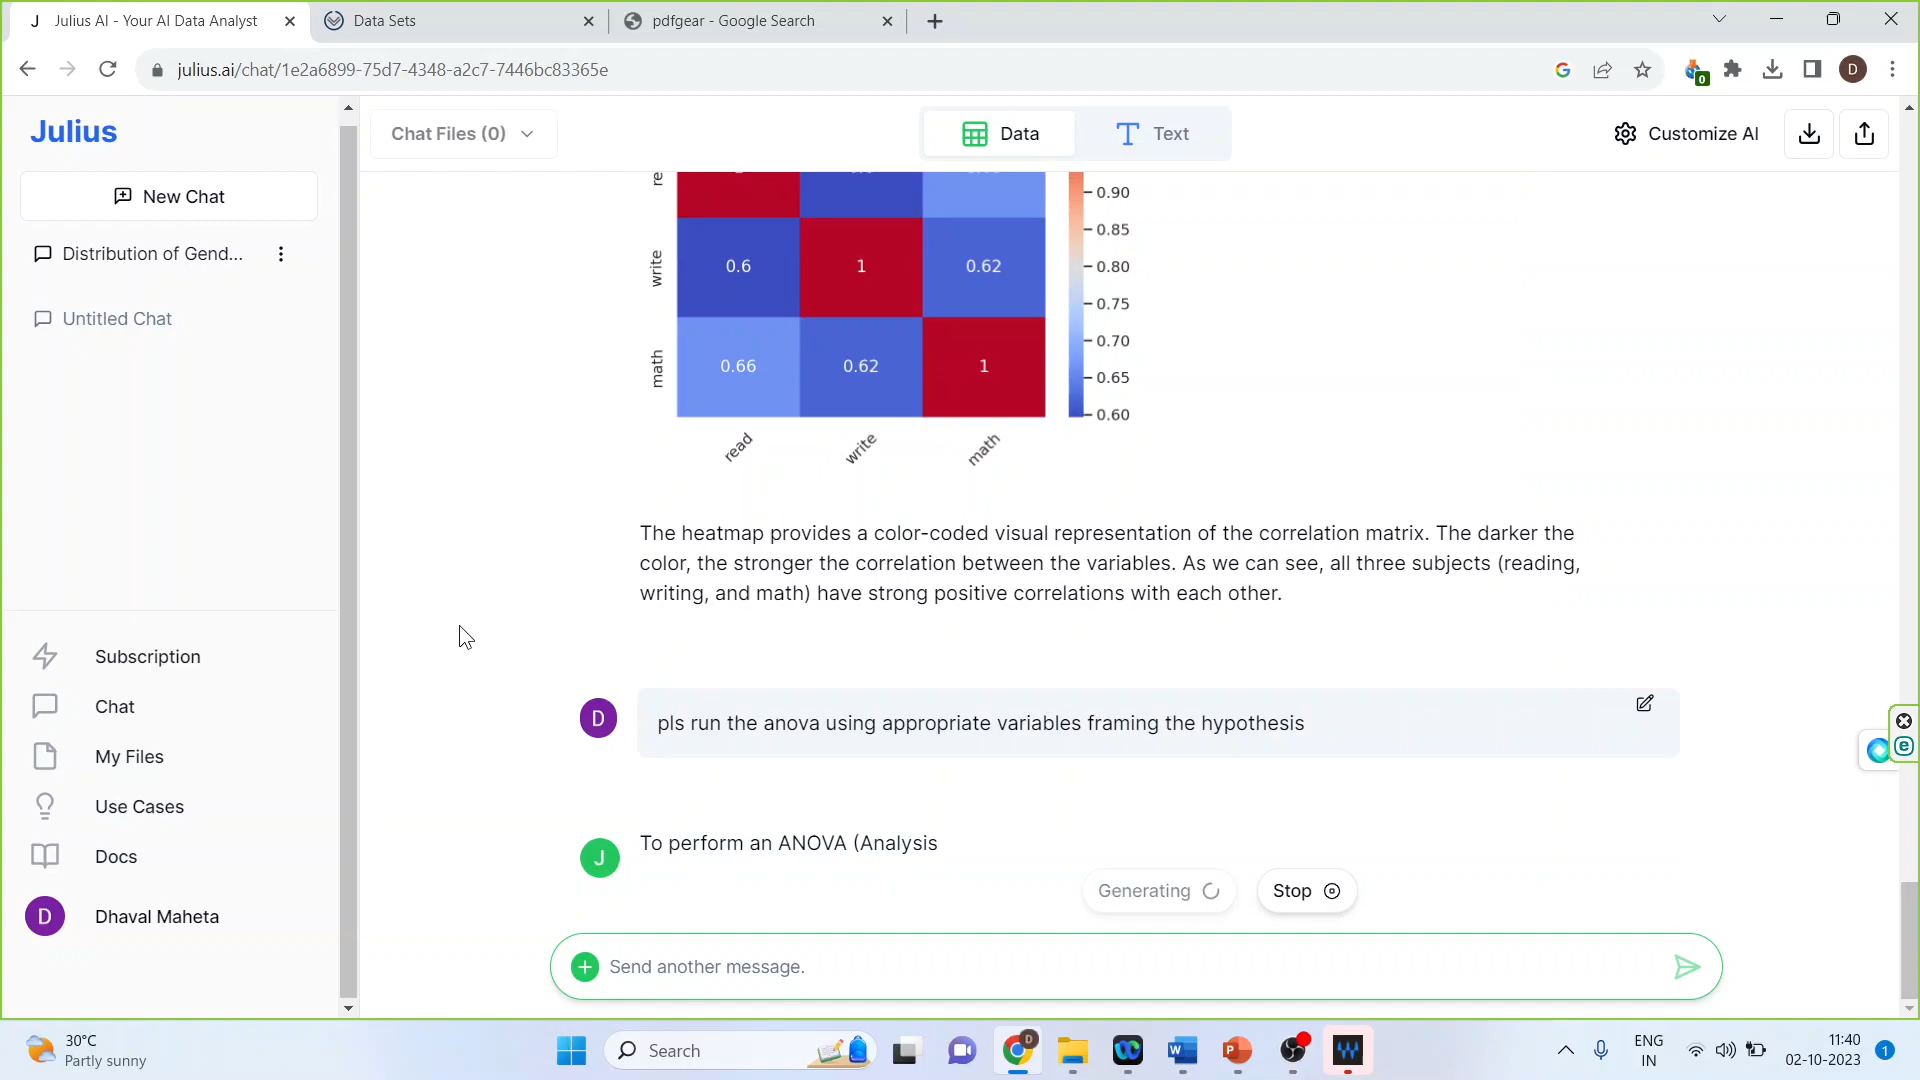 Julius AI - Your AI Data Analyst
Data Sets
pdfgear - Google Search
julius.ai/chat/1e2a6899-75d7-4348-a2c7-7446bc83365e
0
D
Julius
Chat Files (0)
Data
Text
Customize AI
New Chat
Distribution of Gend...
Untitled Chat
re
0.90
0.85
0.80
0.75
0.70
0.65
0.60
write
0.6
1
0.62
math
0.66
0.62
1
read
write
math
The heatmap provides a color-coded visual representation of the correlation matrix. The darker the
color, the stronger the correlation between the variables. As we can see, all three subjects (reading,
writing, and math) have strong positive correlations with each other.
D
pls run the anova using appropriate variables framing the hypothesis
J
To perform an ANOVA (Analysis
Generating
Stop
Send another message.
Subscription
Chat
My Files
Use Cases
Docs
D
Dhaval Maheta
30°C
Partly sunny
Search
ENG
IN
11:40
02-10-2023
1